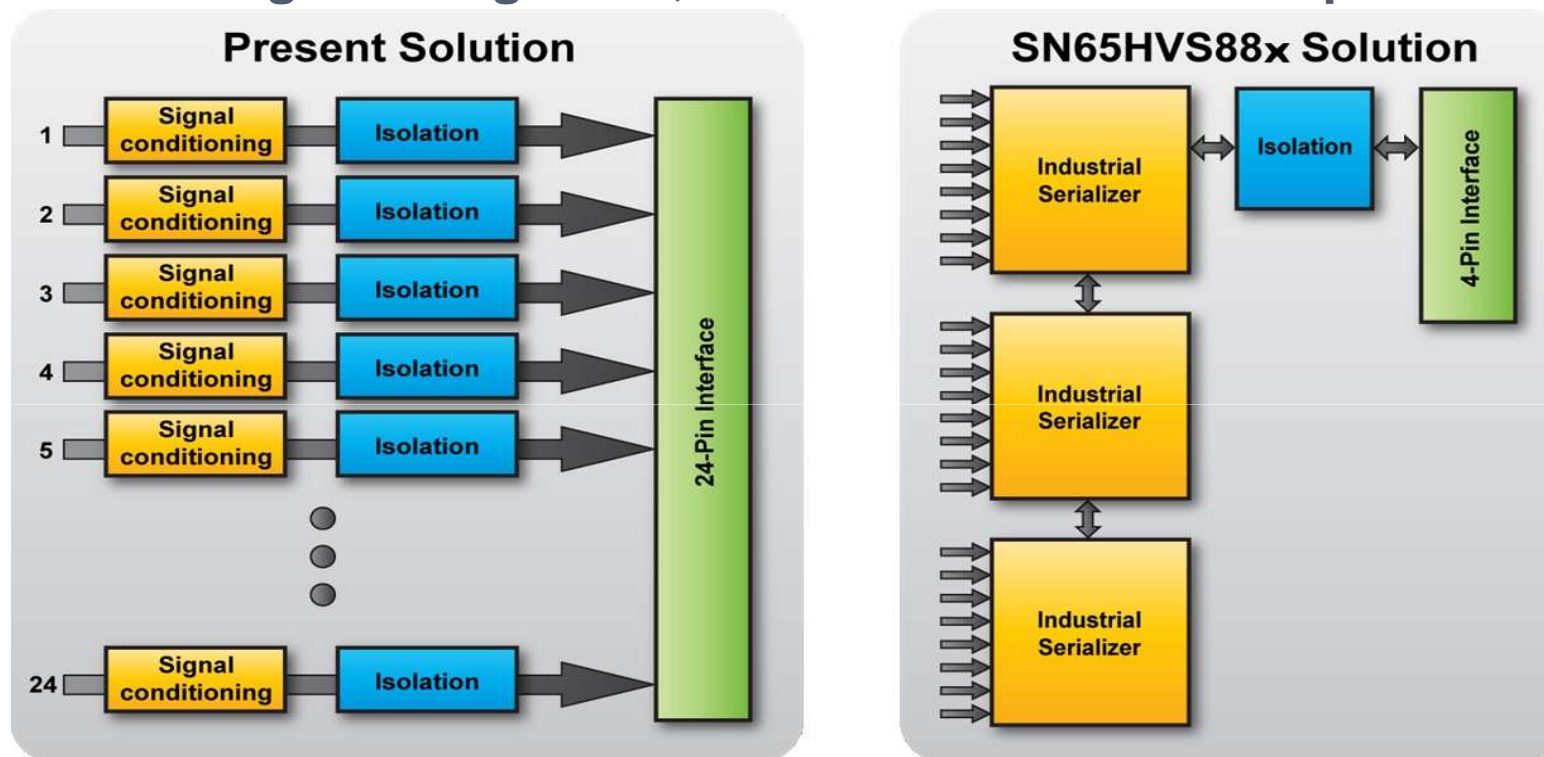 Present Solution
1
Signal
conditioning
Isolation
2
Signal
conditioning
Isolation
3
Signal
conditioning
Isolation
4
Signal
conditioning
Isolation
5
Signal
conditioning
Isolation
24
Signal
conditioning
Isolation
24-Pin Interface
SN65HVS88x Solution
Industrial
Serializer
Isolation
4-Pin Interface
Industrial
Serializer
Industrial
Serializer